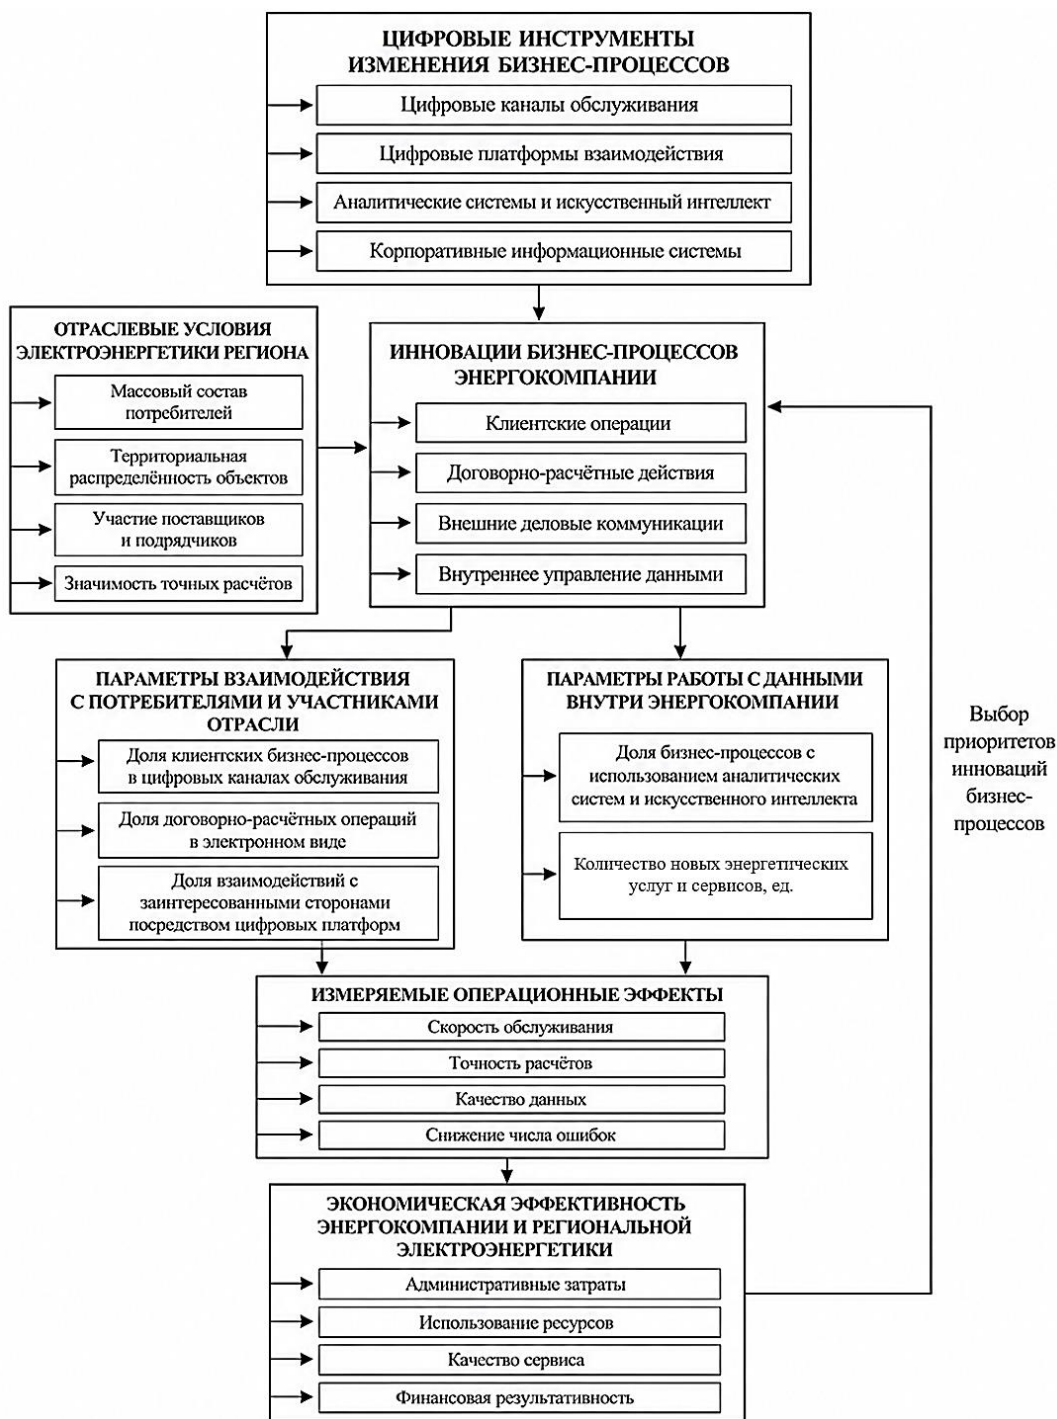 ЦИФРОВЫЕ ИНСТРУМЕНТЫ
ИЗМЕНЕНИЯ БИЗНЕС-ПРОЦЕССОВ
Цифровые каналы обслуживания
Цифровые платформы взаимодействия
Аналитические системы и искусственный интеллект
Корпоративные информационные системы
ОТРАСЛЕВЫЕ УСЛОВИЯ
ЭЛЕКТРОЭНЕРГЕТИКИ РЕГИОНА
Массовый состав
потребителей
Территориальная
распределённость объектов
Участие поставщиков
и подрядчиков
Значимость точных расчётов
ИННОВАЦИИ БИЗНЕС-ПРОЦЕССОВ
ЭНЕРГОКОМПАНИИ
Клиентские операции
Договорно-расчётные действия
Внешние деловые коммуникации
Внутреннее управление данными
ПАРАМЕТРЫ ВЗАИМОДЕЙСТВИЯ
С ПОТРЕБИТЕЛЯМИ И УЧАСТНИКАМИ
ОТРАСЛИ
Доля клиентских бизнес-процессов
в цифровых каналах обслуживания
Доля договорно-расчётных операций
в электронном виде
Доля взаимодействий с
заинтересованными сторонами
посредством цифровых платформ
ПАРАМЕТРЫ РАБОТЫ С ДАННЫМИ
ВНУТРИ ЭНЕРГОКОМПАНИИ
Доля бизнес-процессов с
использованием аналитических
систем и искусственного интеллекта
Количество новых энергетических
услуг и сервисов, ед.
Выбор
приоритетов
инноваций
бизнес-
процессов
ИЗМЕРЯЕМЫЕ ОПЕРАЦИОННЫЕ ЭФФЕКТЫ
Скорость обслуживания
Точность расчётов
Качество данных
Снижение числа ошибок
ЭКОНОМИЧЕСКАЯ ЭФФЕКТИВНОСТЬ
ЭНЕРГОКОМПАНИИ И РЕГИОНАЛЬНОЙ
ЭЛЕКТРОЭНЕРГЕТИКИ
Административные затраты
Использование ресурсов
Качество сервиса
Финансовая результативность